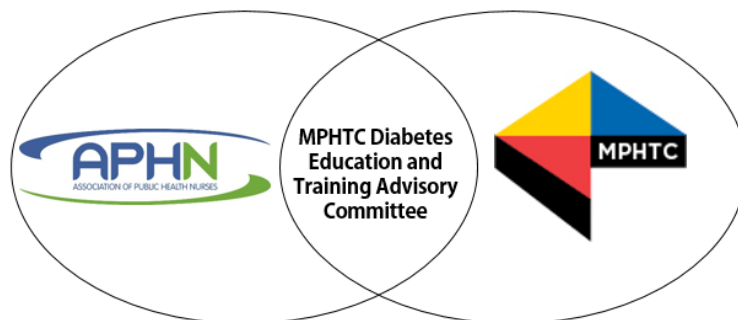 APHN
ASSOCIATION OF PUBLIC HEALTH NURSES
MPHTC Diabetes
Education and
Training Advisory
Committee
MPHTC